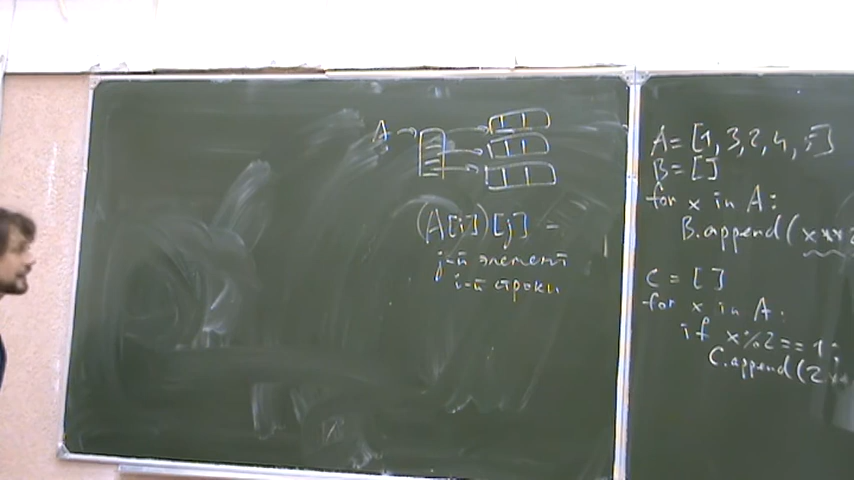 A →
(A[i])[j] =
j-й элемент
i-й строки
A = [1, 3, 2, 4, 5]
B = []
for x in A:
B.append(x**2
C = []
for x in A:
if x%2 == 1:
C.append(2**